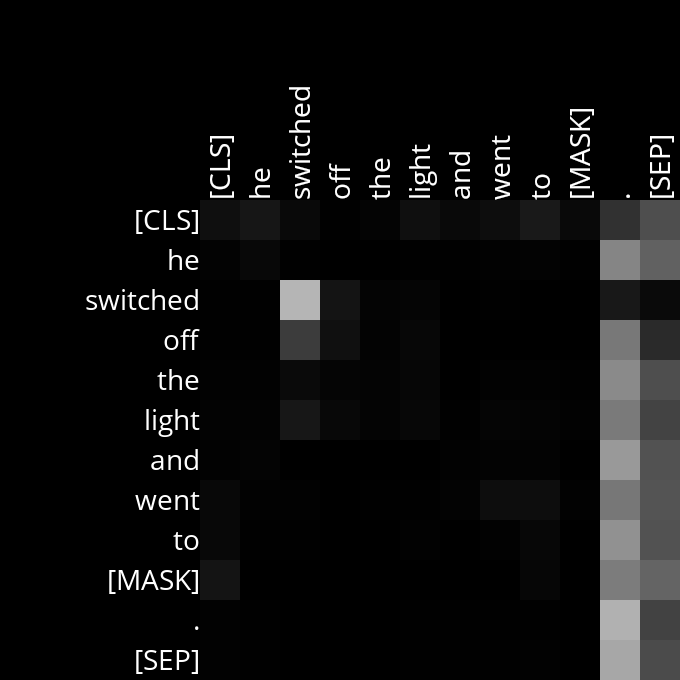 [CLS] he switched off the light and went to [MASK] . [SEP]
[CLS]
he
switched
off
the
light
and
went
to
[MASK]
.
[SEP]